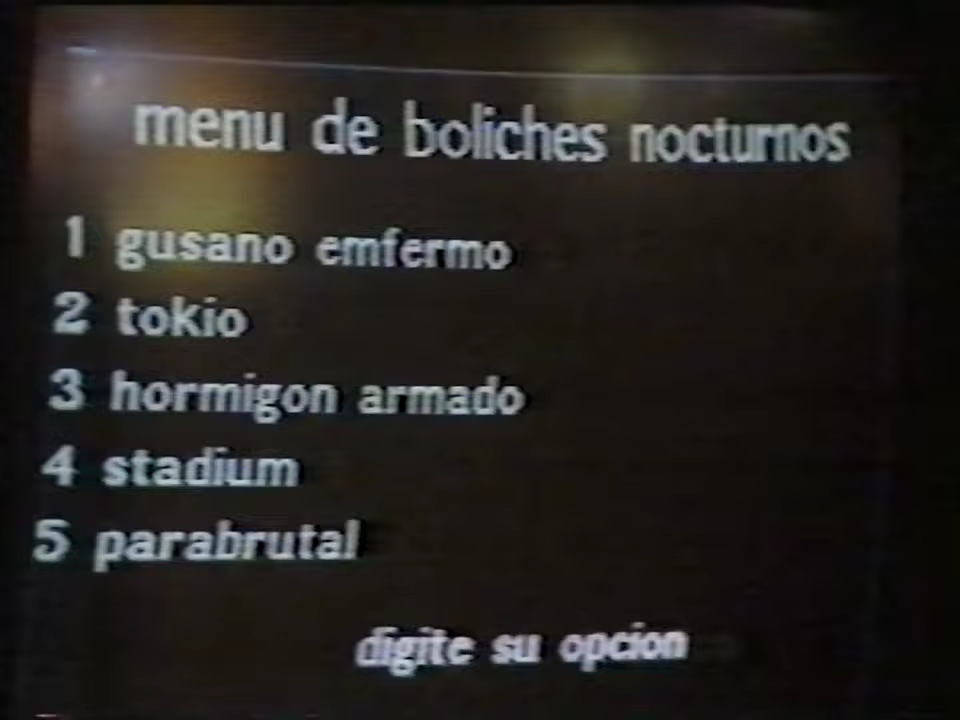 menu de boliches nocturnos
1 gusano emfermo
2 tokio
3 hormigon armado
4 stadium
5 parabrutal
digite su opcion